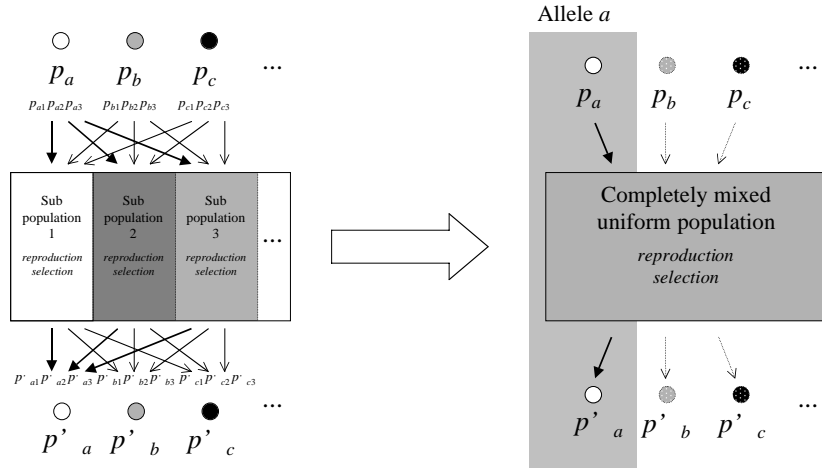 Allele a
p_a p_b p_c ...
p_a1 p_a2 p_a3 p_b1 p_b2 p_b3 p_c1 p_c2 p_c3
Sub population 1
reproduction selection
Sub population 2
reproduction selection
Sub population 3
reproduction selection
...
p'_a1 p'_a2 p'_a3 p'_b1 p'_b2 p'_b3 p'_c1 p'_c2 p'_c3
p'_a p'_b p'_c ...
p_a p_b p_c ...
Completely mixed
uniform population
reproduction
selection
p'_a p'_b p'_c ...